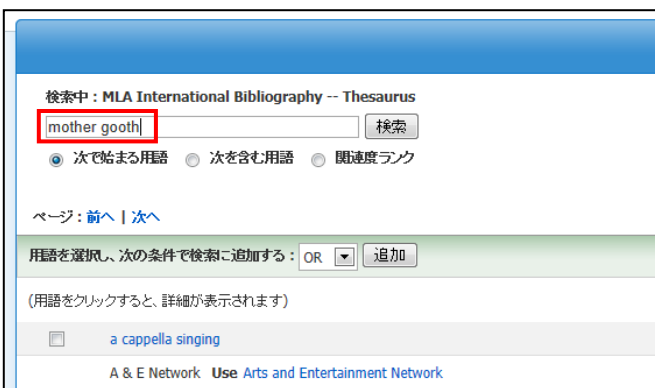 検索中 : MLA International Bibliography -- Thesaurus
mother gooth 検索
次で始まる用語 次を含む用語 関連度ランク
ページ : 前へ | 次へ
用語を選択し、次の条件で検索に追加する : OR 追加
(用語をクリックすると、詳細が表示されます)
a cappella singing
A & E Network Use Arts and Entertainment Network